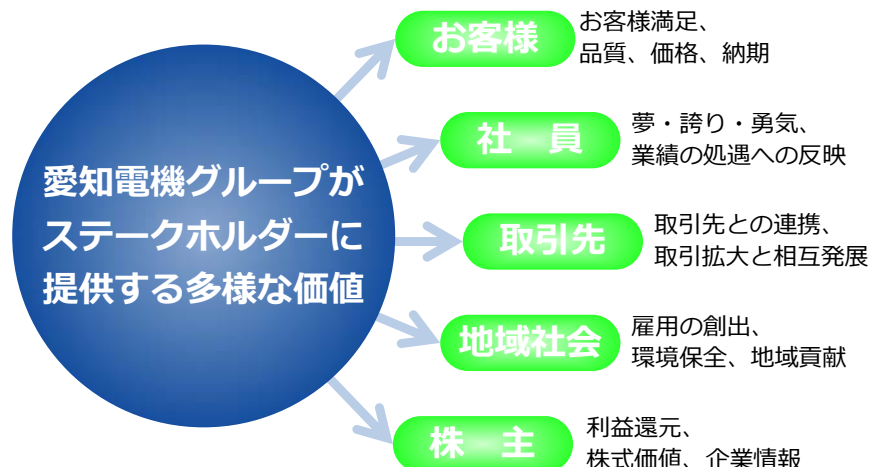 愛知電機グループが
ステークホルダーに
提供する多様な価値
お客様
お客様満足、
品質、価格、納期
社　員
夢・誇り・勇気、
業績の処遇への反映
取引先
取引先との連携、
取引拡大と相互発展
地域社会
雇用の創出、
環境保全、地域貢献
株　主
利益還元、
株式価値、企業情報